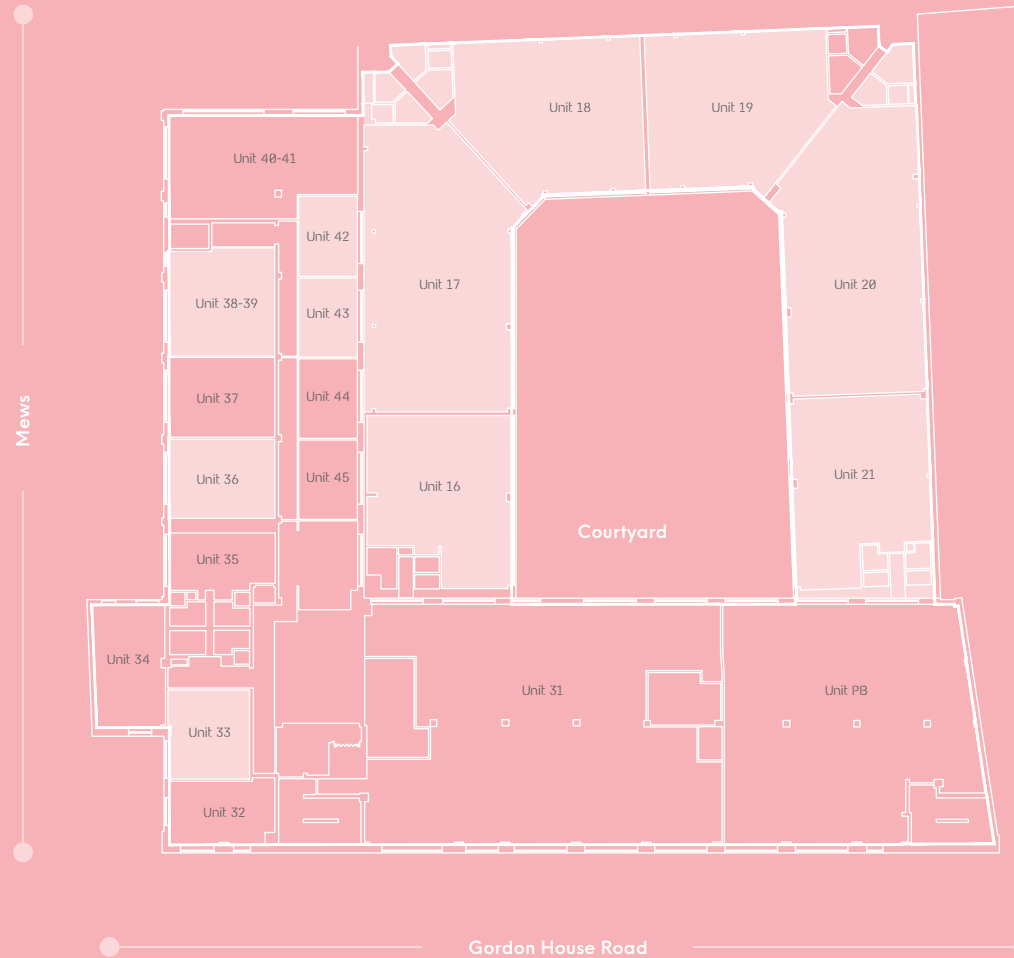 Unit 18
Unit 19
Unit 40-41
Unit 42
Unit 17
Unit 20
Unit 38-39
Unit 43
Unit 37
Unit 44
Mews
Unit 36
Unit 45
Unit 16
Unit 21
Courtyard
Unit 35
Unit 34
Unit 31
Unit PB
Unit 33
Unit 32
Gordon House Road